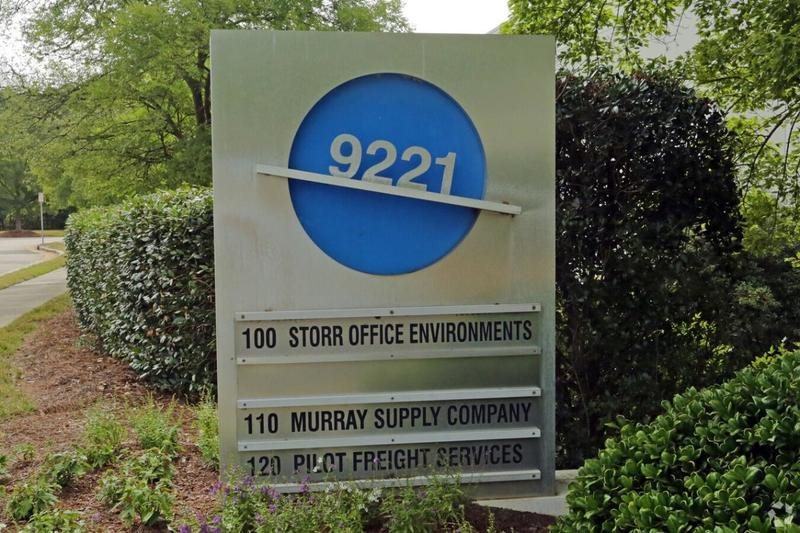 9221
100 STORR OFFICE ENVIRONMENTS
110 MURRAY SUPPLY COMPANY
120 PILOT FREIGHT SERVICES